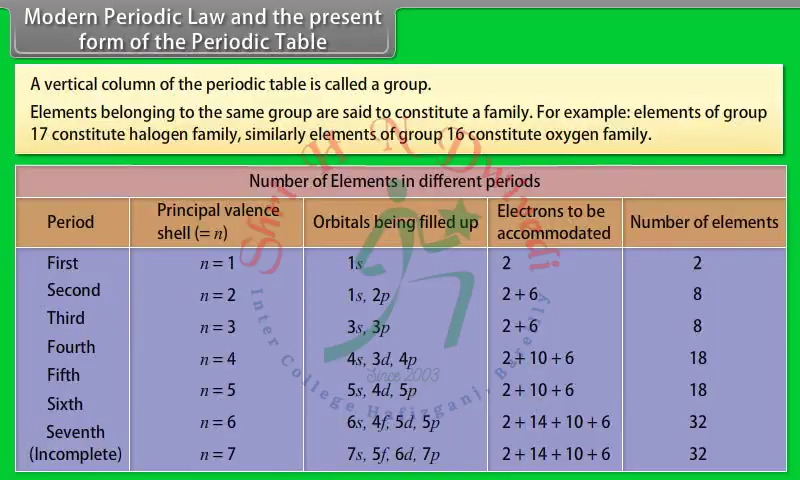 Modern Periodic Law and the present
form of the Periodic Table
A vertical column of the periodic table is called a group.
Elements belonging to the same group are said to constitute a family. For example: elements of group
17 constitute halogen family, similarly elements of group 16 constitute oxygen family.
Number of Elements in different periods
Period Principal valence shell (= n) Orbitals being filled up Electrons to be accommodated Number of elements
First n = 1 1s 2 2
Second n = 2 1s, 2p 2 + 6 8
Third n = 3 3s, 3p 2 + 6 8
Fourth n = 4 4s, 3d, 4p 2 + 10 + 6 18
Fifth n = 5 5s, 4d, 5p 2 + 10 + 6 18
Sixth n = 6 6s, 4f, 5d, 5p 2 + 14 + 10 + 6 32
Seventh (Incomplete) n = 7 7s, 5f, 6d, 7p 2 + 14 + 10 + 6 32
Shri H N Dwivedi
Inter College Hafizganj, Bareilly
Since 2003